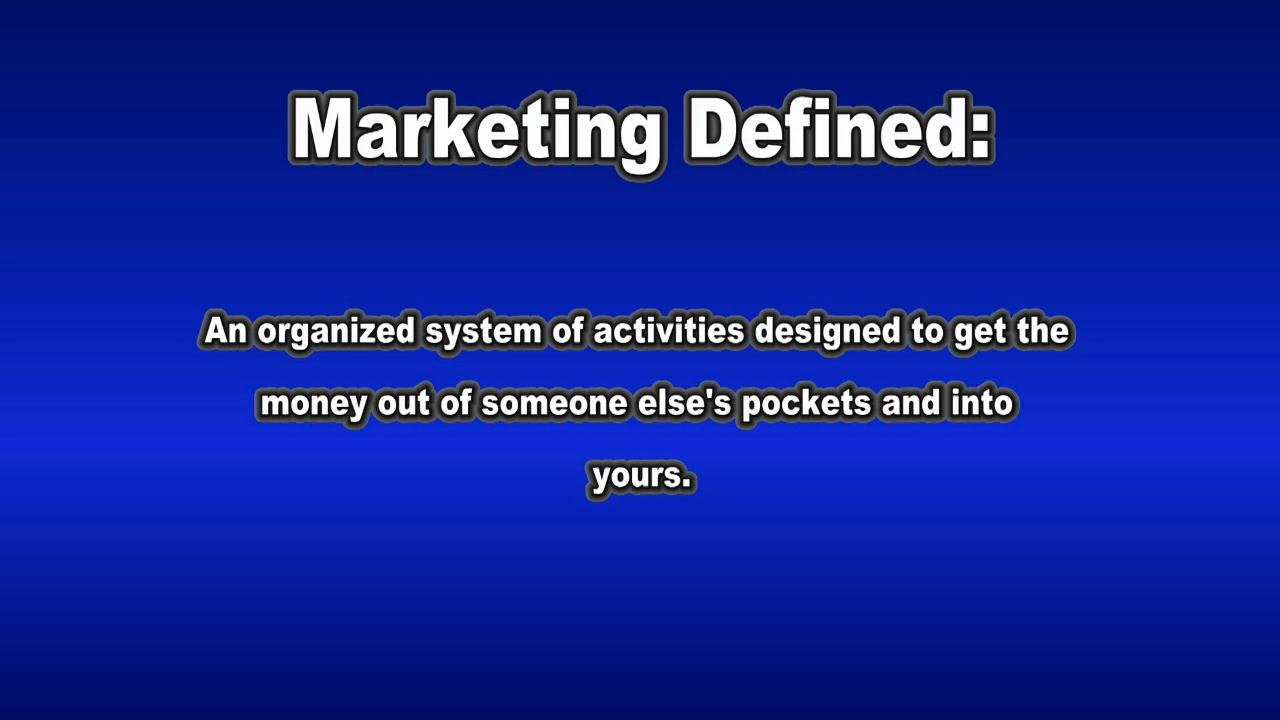 Marketing Defined:
An organized system of activities designed to get the
money out of someone else's pockets and into
yours.